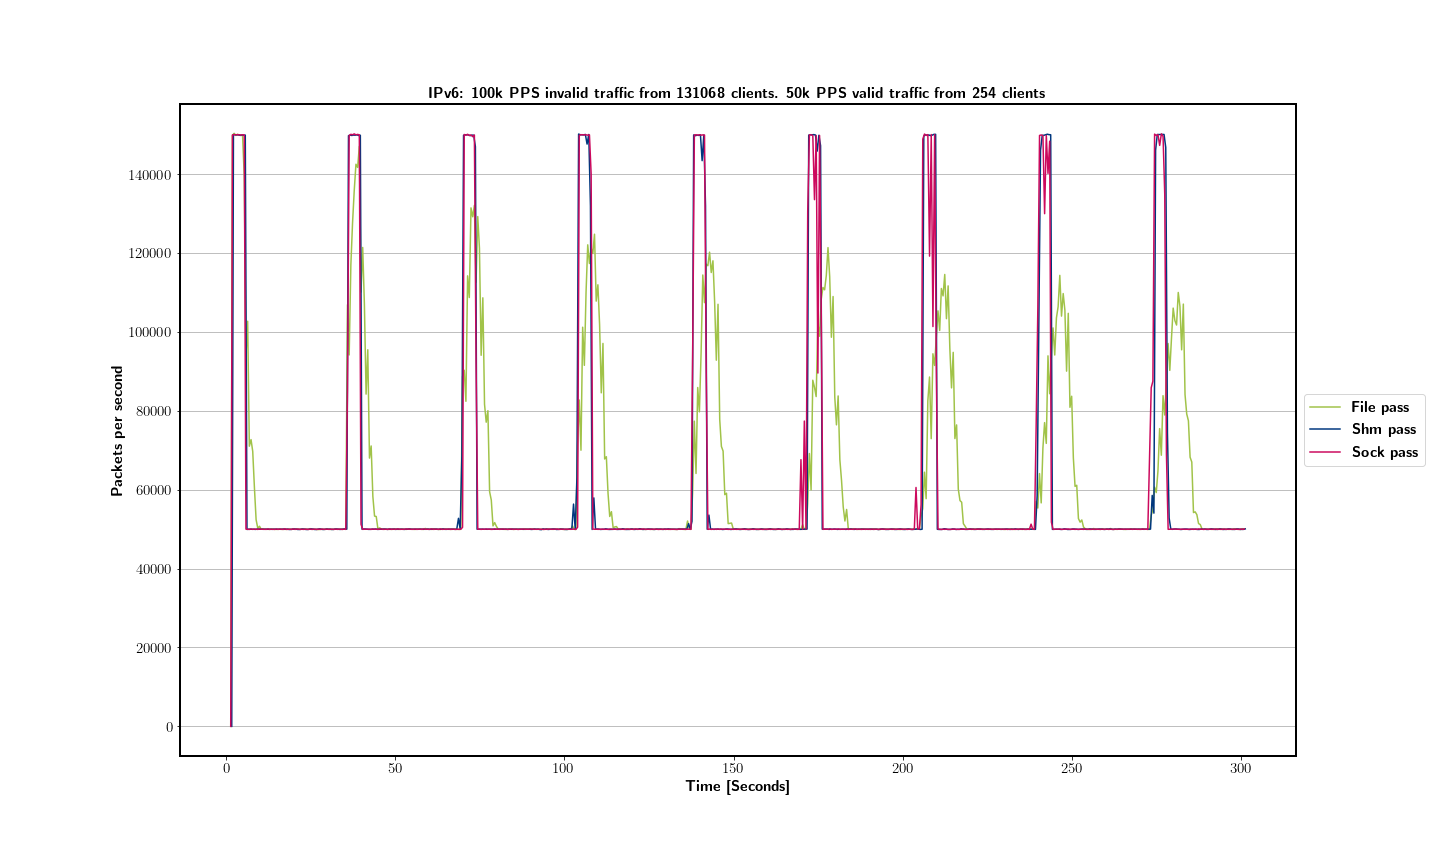 IPv6: 100k PPS invalid traffic from 131068 clients. 50k PPS valid traffic from 254 clients
Packets per second
140000
120000
100000
80000
60000
40000
20000
0
0 50 100 150 200 250 300
Time [Seconds]
File pass
Shm pass
Sock pass